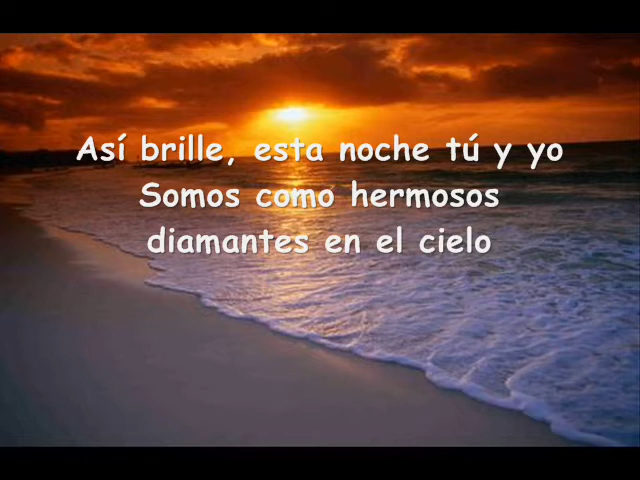 Así brille, esta noche tú y yo
Somos como hermosos
diamantes en el cielo